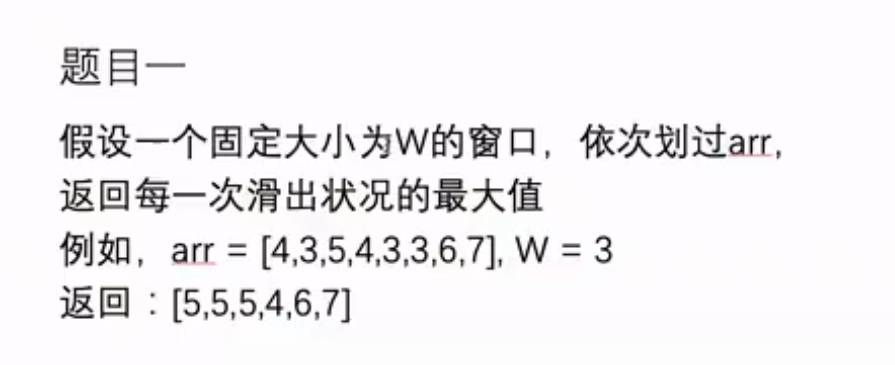 题目一
假设一个固定大小为W的窗口，依次划过arr，
返回每一次滑出状况的最大值
例如，arr = [4,3,5,4,3,3,6,7], W = 3
返回：[5,5,5,4,6,7]